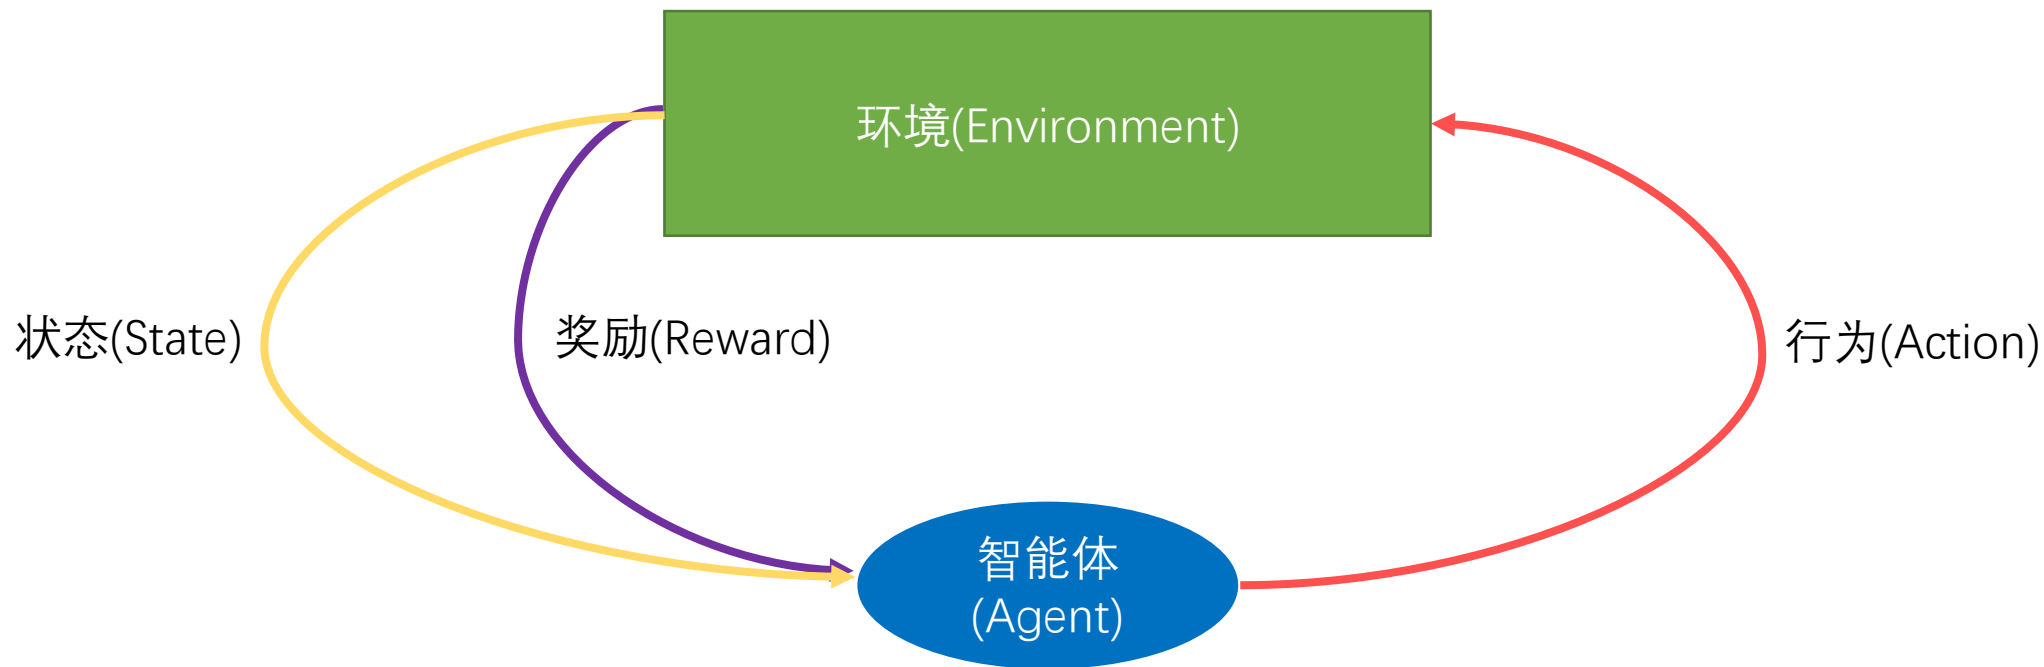 环境(Environment)
状态(State)
奖励(Reward)
行为(Action)
智能体
(Agent)